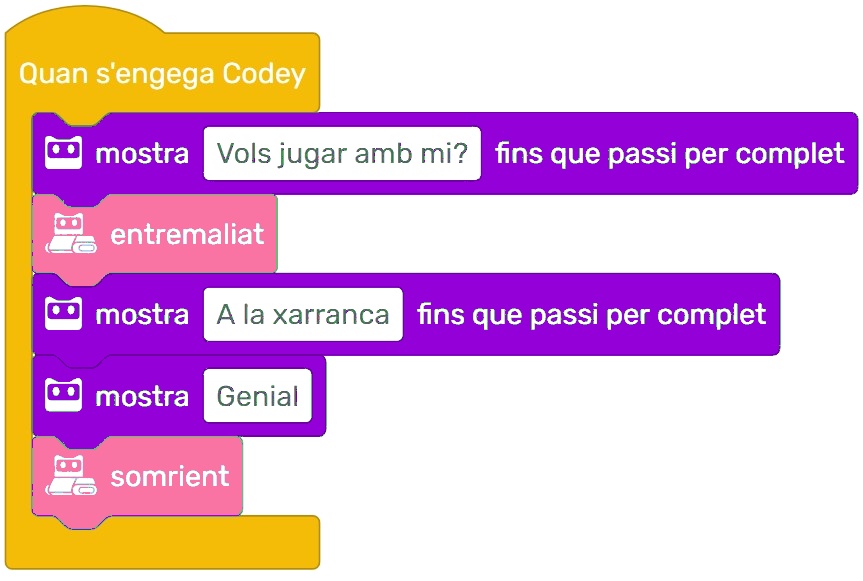 Quan s'engega Codey
mostra Vols jugar amb mi? fins que passi per complet
entremaliat
mostra A la xarranca fins que passi per complet
mostra Genial
somrient